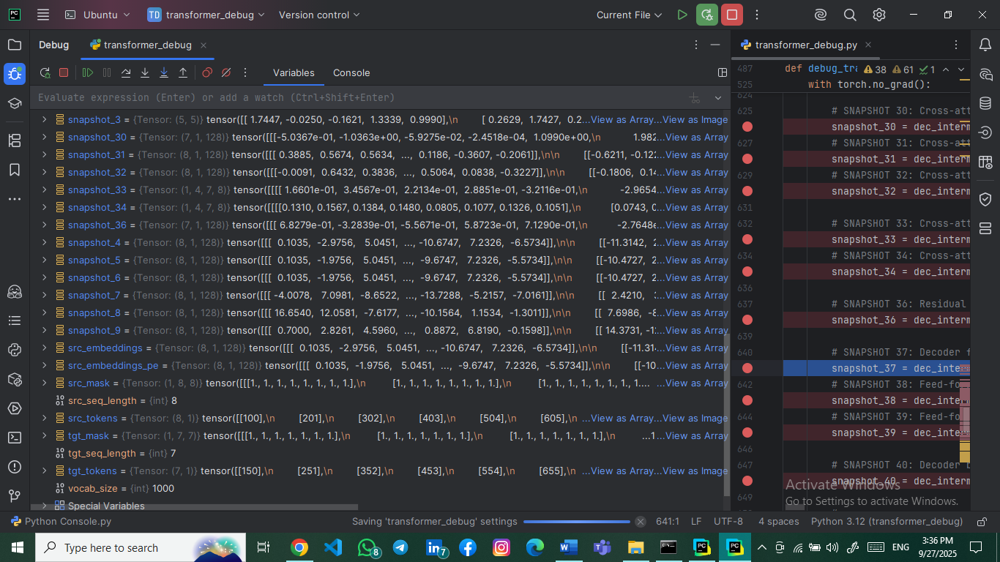 Ubuntu TD transformer_debug Version control Current File
Debug transformer_debug
Variables Console
Evaluate expression (Enter) or add a watch (Ctrl+Shift+Enter)
snapshot_3 = {Tensor: (5, 5)} tensor([[ 1.7447, -0.0250, -0.1621, 1.3339, 0.9990],\n [ 0.2629, 1.7427, 0.2...View as Array...View as Image
snapshot_30 = {Tensor: (7, 1, 128)} tensor([[[-5.0367e-01, -1.0363e+00, -5.9275e-02, -2.4518e-04, 1.0990e+00,\n 1.982...View as Array
snapshot_31 = {Tensor: (8, 1, 128)} tensor([[[ 0.3885, 0.5674, 0.5634, ..., 0.1186, -0.3607, -0.2061]],\n\n [[-0.6211, -0.122...View as Array
snapshot_32 = {Tensor: (8, 1, 128)} tensor([[[-0.0091, 0.6432, 0.3836, ..., 0.5064, 0.0838, -0.3227]],\n\n [[-0.1806, 0.14...View as Array
snapshot_33 = {Tensor: (1, 4, 7, 8)} tensor([[[[ 1.6601e-01, 3.4567e-01, 2.2134e-01, 2.8851e-01, -3.2116e-01,\n -2.9654...View as Array
snapshot_34 = {Tensor: (1, 4, 7, 8)} tensor([[[[0.1310, 0.1567, 0.1384, 0.1480, 0.0805, 0.1077, 0.1326, 0.1051],\n [0.0743, 0...View as Array
snapshot_36 = {Tensor: (7, 1, 128)} tensor([[[ 6.8279e-01, -3.2839e-01, -5.5671e-01, 5.8723e-01, 7.1290e-01,\n -2.7648e...View as Array
snapshot_4 = {Tensor: (8, 1, 128)} tensor([[[ 0.1035, -2.9756, 5.0451, ..., -10.6747, 7.2326, -6.5734]],\n\n [[-11.3142, 2...View as Array
snapshot_5 = {Tensor: (8, 1, 128)} tensor([[[ 0.1035, -1.9756, 5.0451, ..., -9.6747, 7.2326, -5.5734]],\n\n [[-10.4727, 2...View as Array
snapshot_6 = {Tensor: (8, 1, 128)} tensor([[[ 0.1035, -1.9756, 5.0451, ..., -9.6747, 7.2326, -5.5734]],\n\n [[-10.4727, 2...View as Array
snapshot_7 = {Tensor: (8, 1, 128)} tensor([[[ -4.0078, 7.0981, -8.6522, ..., -13.7288, -5.2157, -7.0161]],\n\n [[ 2.4210, ...View as Array
snapshot_8 = {Tensor: (8, 1, 128)} tensor([[[ 16.6540, 12.0581, -7.6177, ..., -10.1564, 1.1534, -1.3011]],\n\n [[ 7.6986, -8...View as Array
snapshot_9 = {Tensor: (8, 1, 128)} tensor([[[ 0.7000, 2.8261, 4.5960, ..., 0.8872, 6.8190, -0.1598]],\n\n [[ 14.3731, -12...View as Array
src_embeddings = {Tensor: (8, 1, 128)} tensor([[[ 0.1035, -2.9756, 5.0451, ..., -10.6747, 7.2326, -6.5734]],\n\n [[-11.314...View as Array
src_embeddings_pe = {Tensor: (8, 1, 128)} tensor([[[ 0.1035, -1.9756, 5.0451, ..., -9.6747, 7.2326, -5.5734]],\n\n [[-10...View as Array
src_mask = {Tensor: (1, 8, 8)} tensor([[[1., 1., 1., 1., 1., 1., 1., 1.],\n [1., 1., 1., 1., 1., 1., 1., 1.],\n [1., 1., 1., 1., 1., 1., 1., 1....View as Array
src_seq_length = {int} 8
src_tokens = {Tensor: (8, 1)} tensor([[100],\n [201],\n [302],\n [403],\n [504],\n [605],\n ...View as Array...View as Image
tgt_mask = {Tensor: (1, 7, 7)} tensor([[[1., 1., 1., 1., 1., 1., 1.],\n [1., 1., 1., 1., 1., 1., 1.],\n [1., 1., 1., 1., 1., 1., 1.],\n ...1...View as Array
tgt_seq_length = {int} 7
tgt_tokens = {Tensor: (7, 1)} tensor([[150],\n [251],\n [352],\n [453],\n [554],\n [655],\n ...View as Array...View as Image
vocab_size = {int} 1000
Special Variables
transformer_debug.py
487 def debug_tra 38 61 1
525 with torch.no_grad():
624
625 # SNAPSHOT 30: Cross-att
snapshot_30 = dec_interm
627 # SNAPSHOT 31: Cross-at
snapshot_31 = dec_interm
629 # SNAPSHOT 32: Cross-at
snapshot_32 = dec_interm
631
632 # SNAPSHOT 33: Cross-at
snapshot_33 = dec_interm
634 # SNAPSHOT 34: Cross-att
snapshot_34 = dec_interm
636
637 # SNAPSHOT 36: Residual
snapshot_36 = dec_interm
639
640 # SNAPSHOT 37: Decoder f
snapshot_37 = dec_inte
642 # SNAPSHOT 38: Feed-fo
snapshot_38 = dec_inte
644 # SNAPSHOT 39: Feed-fo
snapshot_39 = dec_inte
646
647 # SNAPSHOT 40: Decoder
snapshot_40 = dec_interm
649
Activate Windows
Go to Settings to activate Windows.
Python Console.py Saving 'transformer_debug' settings 641:1 LF UTF-8 4 spaces Python 3.12 (transformer_debug)
Type here to search 8 7 ENG 3:36 PM
9/27/2025